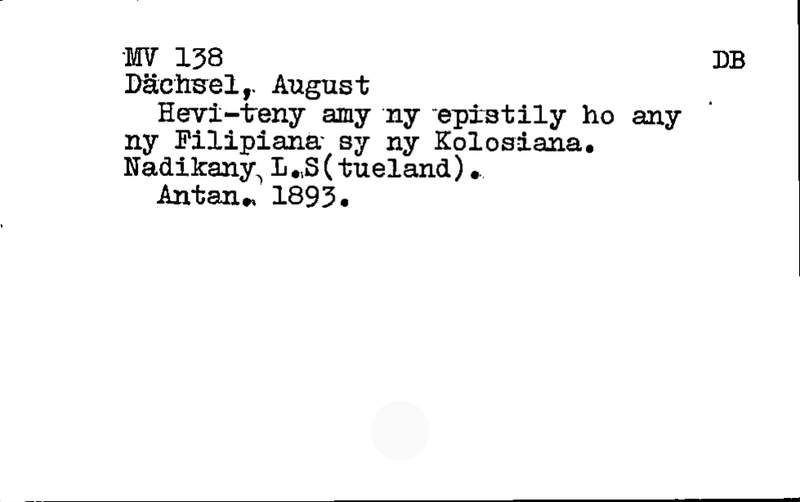 MV 138 DB
Dächsel, August
Hevi-teny amy ny epistily ho any
ny Filipiana sy ny Kolosiana.
Nadikany L.S(tueland).
Antan. 1893.